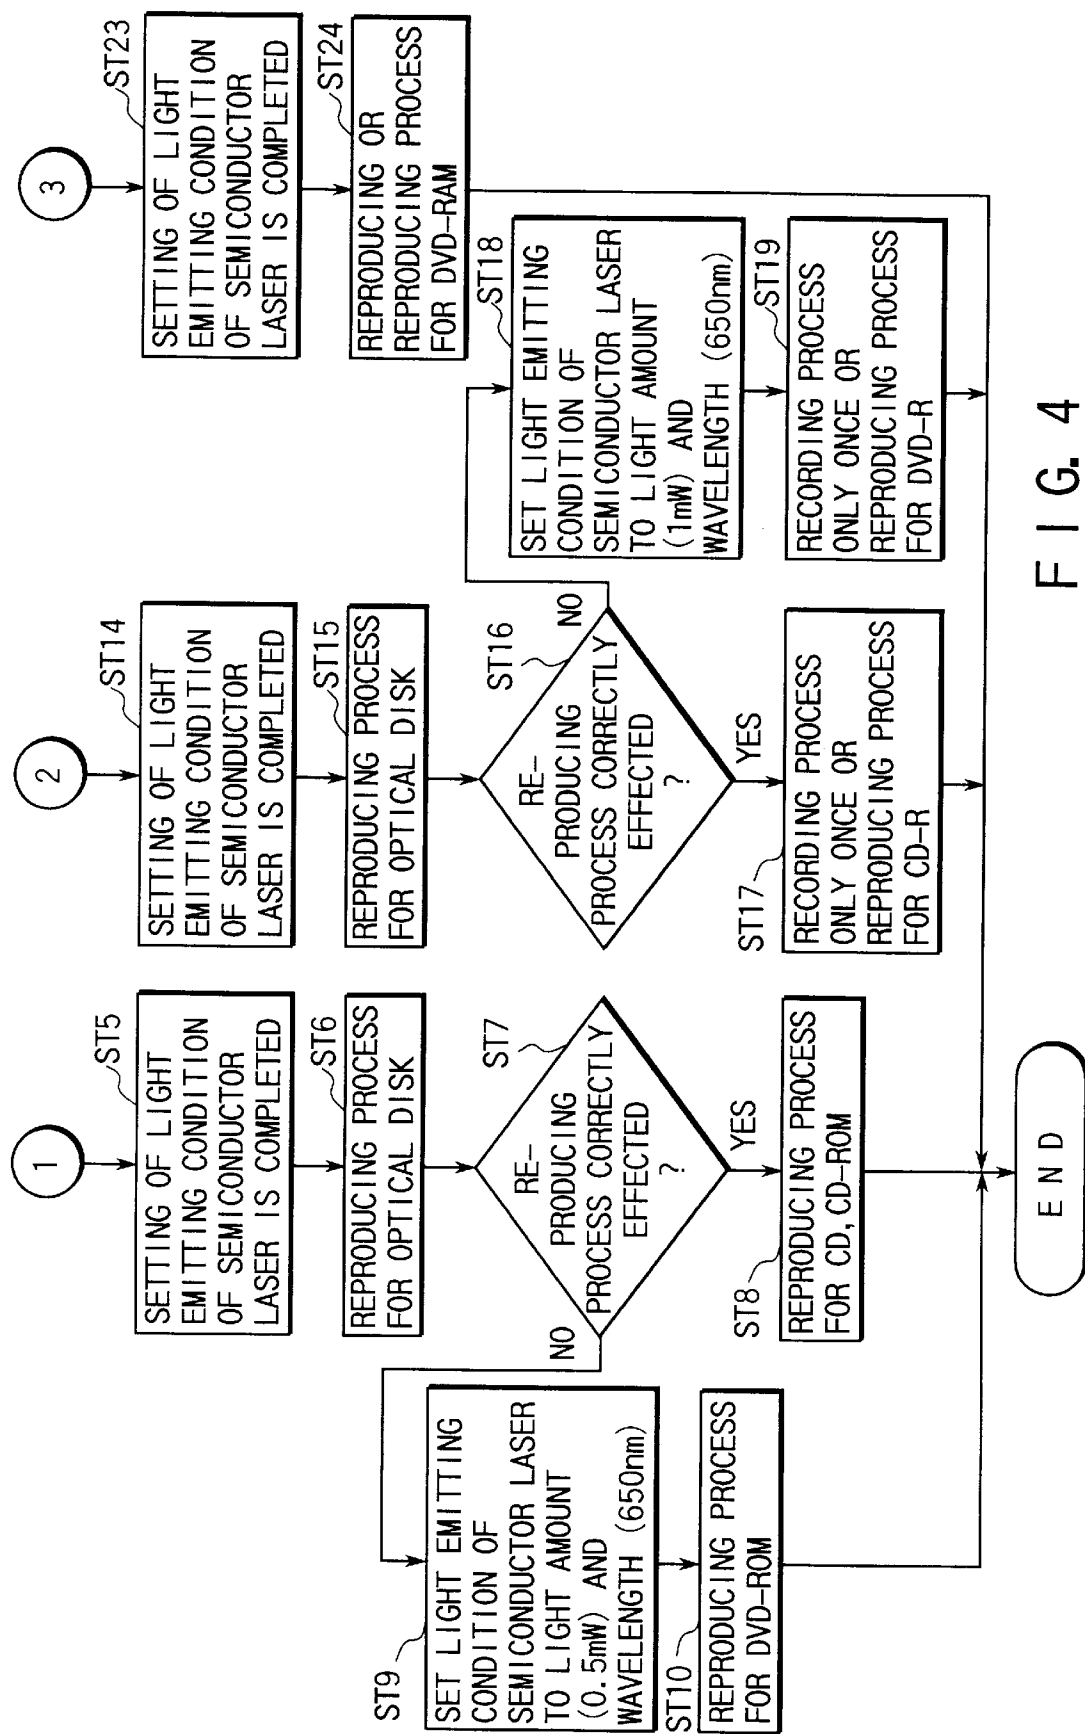 1
SETTING OF LIGHT
EMITTING CONDITION
OF SEMICONDUCTOR
LASER IS COMPLETED
ST5
REPRODUCING PROCESS
FOR OPTICAL DISK
ST6
RE-
PRODUCING
PROCESS CORRECTLY
EFFECTED
?
ST7
NO
YES
SET LIGHT EMITTING
CONDITION OF
SEMICONDUCTOR LASER
TO LIGHT AMOUNT
(0.5mW) AND
WAVELENGTH (650nm)
ST9
REPRODUCING PROCESS
FOR DVD-ROM
ST10
ST8
REPRODUCING PROCESS
FOR CD, CD-ROM
2
SETTING OF LIGHT
EMITTING CONDITION
OF SEMICONDUCTOR
LASER IS COMPLETED
ST14
REPRODUCING PROCESS
FOR OPTICAL DISK
ST15
RE-
PRODUCING
PROCESS CORRECTLY
EFFECTED
?
ST16
NO
YES
ST17
RECORDING PROCESS
ONLY ONCE OR
REPRODUCING PROCESS
FOR CD-R
SET LIGHT EMITTING
CONDITION OF
SEMICONDUCTOR LASER
TO LIGHT AMOUNT
(1mW) AND
WAVELENGTH (650nm)
ST18
RECORDING PROCESS
ONLY ONCE OR
REPRODUCING PROCESS
FOR DVD-R
ST19
3
SETTING OF LIGHT
EMITTING CONDITION
OF SEMICONDUCTOR
LASER IS COMPLETED
ST23
REPRODUCING OR
REPRODUCING PROCESS
FOR DVD-RAM
ST24
END
FIG. 4